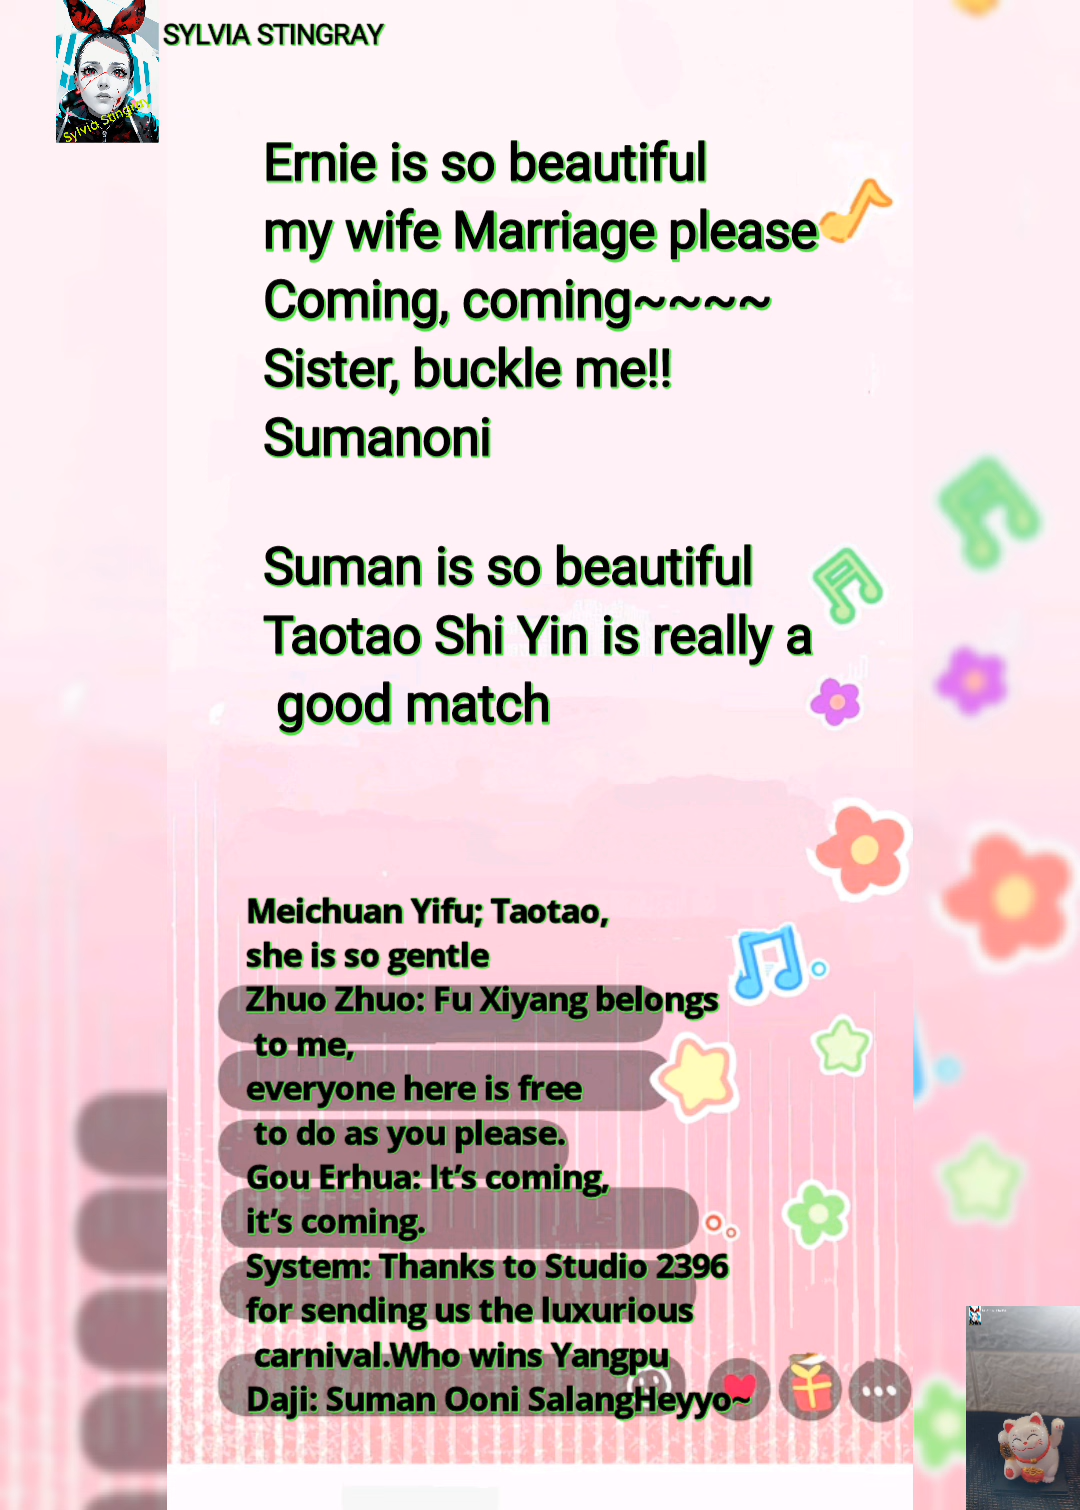 SYLVIA STINGRAY
Sylvia Stingray
Ernie is so beautiful
my wife Marriage please
Coming, coming~~~~
Sister, buckle me!!
Sumanoni
Suman is so beautiful
Taotao Shi Yin is really a
good match
Meichuan Yifu; Taotao,
she is so gentle
Zhuo Zhuo: Fu Xiyang belongs
to me,
everyone here is free
to do as you please.
Gou Erhua: It’s coming,
it’s coming.
System: Thanks to Studio 2396
for sending us the luxurious
carnival.Who wins Yangpu
Daji: Suman Ooni SalangHeyyo~